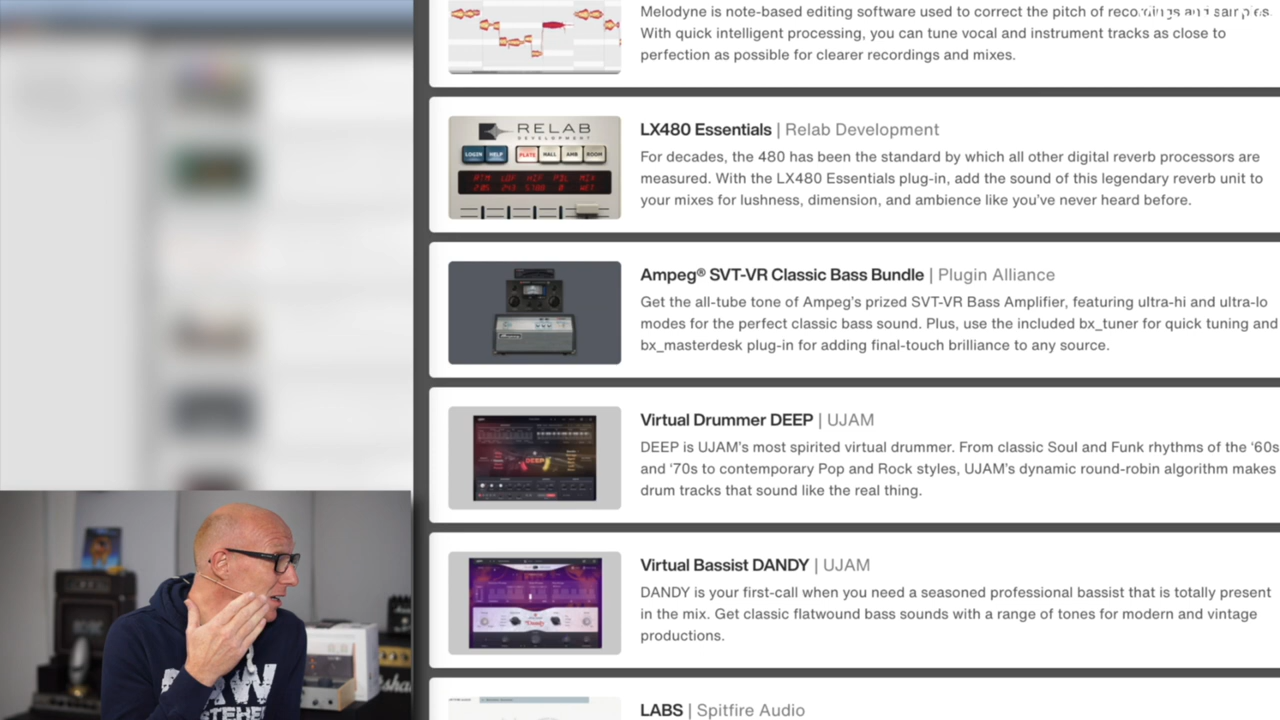 Melodyne is note-based editing software used to correct the pitch of recordings and samples.
With quick intelligent processing, you can tune vocal and instrument tracks as close to
perfection as possible for clearer recordings and mixes.
RELAB
DEVELOPMENT
LOGIN HELP PLATE HALL AMB ROOM
LX480 Essentials | Relab Development
For decades, the 480 has been the standard by which all other digital reverb processors are
measured. With the LX480 Essentials plug-in, add the sound of this legendary reverb unit to
your mixes for lushness, dimension, and ambience like you’ve never heard before.
Ampeg® SVT-VR Classic Bass Bundle | Plugin Alliance
Get the all-tube tone of Ampeg’s prized SVT-VR Bass Amplifier, featuring ultra-hi and ultra-lo
modes for the perfect classic bass sound. Plus, use the included bx_tuner for quick tuning and
bx_masterdesk plug-in for adding final-touch brilliance to any source.
DEEP
Virtual Drummer DEEP | UJAM
DEEP is UJAM’s most spirited virtual drummer. From classic Soul and Funk rhythms of the ‘60s
and ‘70s to contemporary Pop and Rock styles, UJAM’s dynamic round-robin algorithm makes
drum tracks that sound like the real thing.
Virtual Bassist DANDY | UJAM
DANDY is your first-call when you need a seasoned professional bassist that is totally present
in the mix. Get classic flatwound bass sounds with a range of tones for modern and vintage
productions.
LABS | Spitfire Audio